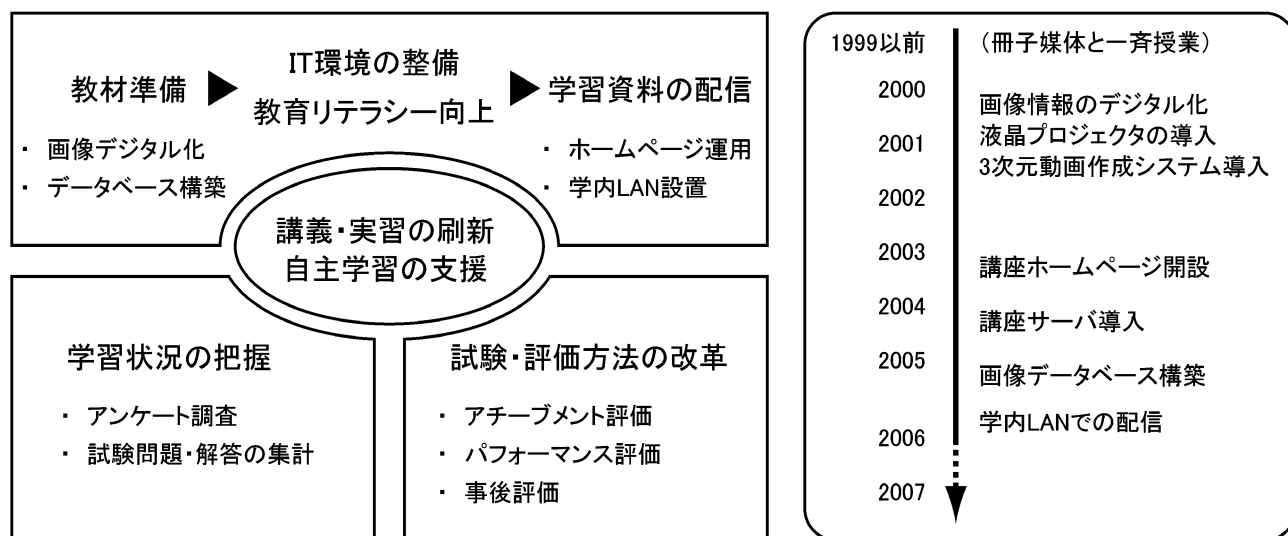 教材準備
▶
IT環境の整備
教育リテラシー向上
▶
学習資料の配信
・ 画像デジタル化
・ データベース構築
・ ホームページ運用
・ 学内LAN設置
講義・実習の刷新
自主学習の支援
学習状況の把握
・ アンケート調査
・ 試験問題・解答の集計
試験・評価方法の改革
・ アチーブメント評価
・ パフォーマンス評価
・ 事後評価
1999以前 (冊子媒体と一斉授業)
2000
画像情報のデジタル化
2001
液晶プロジェクタの導入
3次元動画作成システム導入
2002
2003
講座ホームページ開設
2004
講座サーバ導入
2005
画像データベース構築
学内LANでの配信
2006
2007